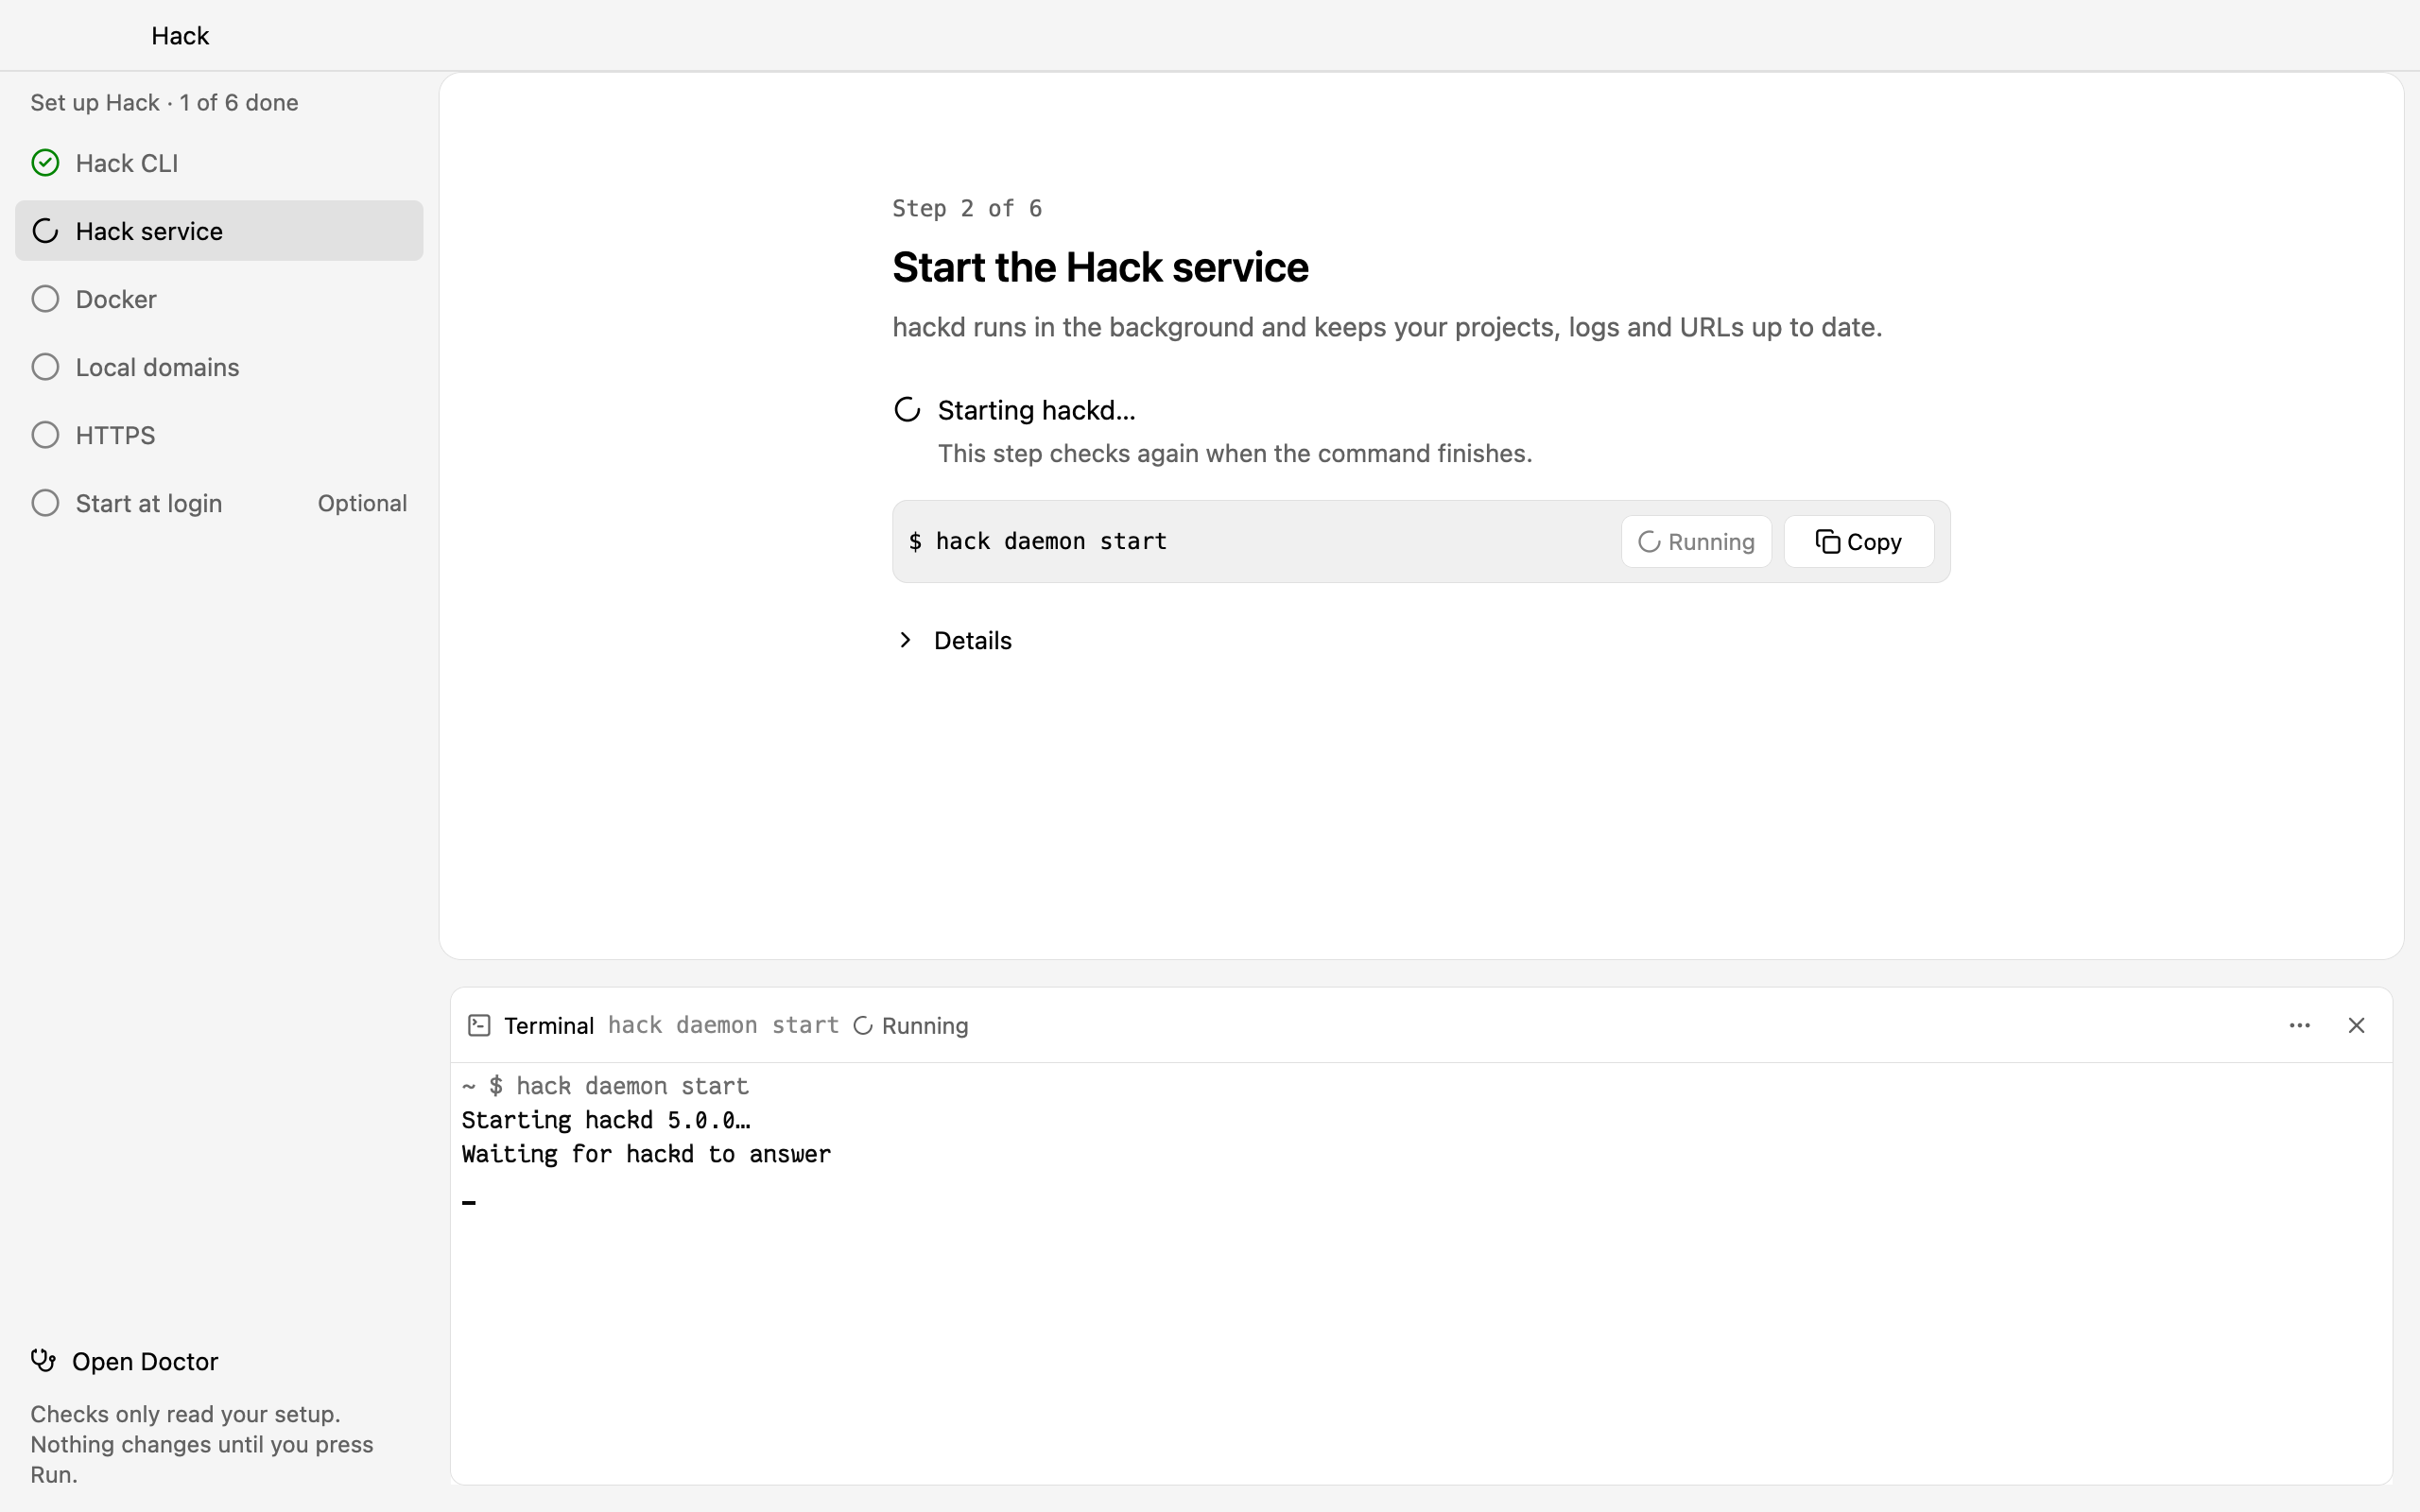 Hack
Set up Hack · 1 of 6 done
Hack CLI
Hack service
Docker
Local domains
HTTPS
Start at login Optional
Open Doctor
Checks only read your setup.
Nothing changes until you press
Run.
Step 2 of 6
Start the Hack service
hackd runs in the background and keeps your projects, logs and URLs up to date.
Starting hackd...
This step checks again when the command finishes.
$ hack daemon start Running Copy
Details
Terminal hack daemon start Running
~ $ hack daemon start
Starting hackd 5.0.0…
Waiting for hackd to answer